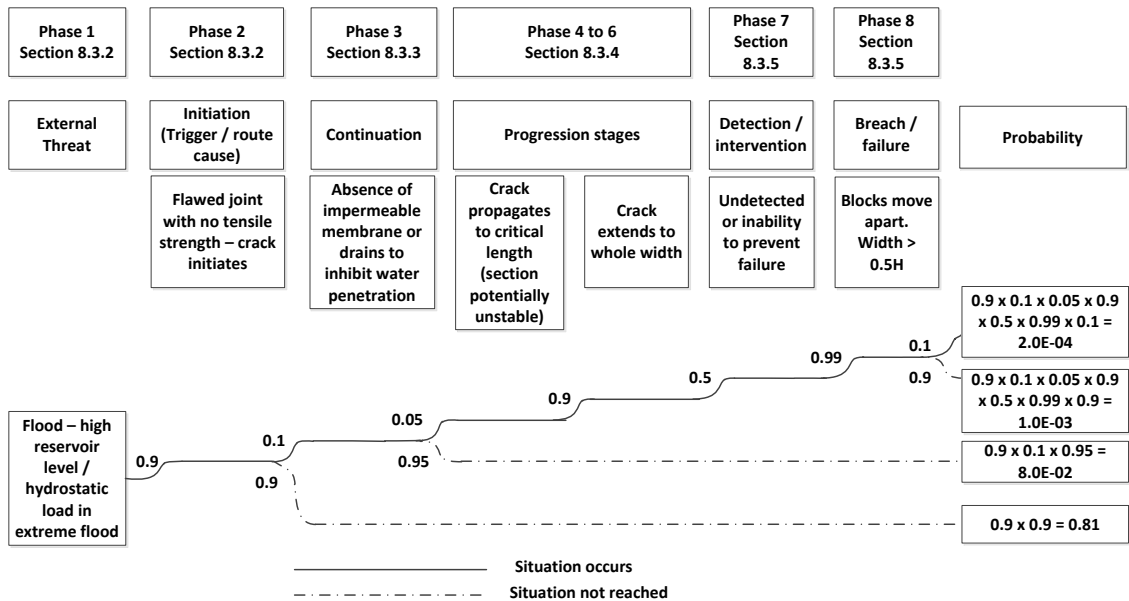 Phase 1
Section 8.3.2
Phase 2
Section 8.3.2
Phase 3
Section 8.3.3
Phase 4 to 6
Section 8.3.4
Phase 7
Section
8.3.5
Phase 8
Section
8.3.5
External
Threat
Initiation
(Trigger / route
cause)
Continuation
Progression stages
Detection /
intervention
Breach /
failure
Probability
Flawed joint
with no tensile
strength – crack
initiates
Absence of
impermeable
membrane or
drains to
inhibit water
penetration
Crack
propagates
to critical
length
(section
potentially
unstable)
Crack
extends to
whole width
Undetected
or inability
to prevent
failure
Blocks move
apart.
Width >
0.5H
Flood – high
reservoir
level /
hydrostatic
load in
extreme flood
0.9
0.1
0.9
0.05
0.95
0.9
0.5
0.99
0.1
0.9
0.9 x 0.1 x 0.05 x 0.9
x 0.5 x 0.99 x 0.1 =
2.0E-04
0.9 x 0.1 x 0.05 x 0.9
x 0.5 x 0.99 x 0.9 =
1.0E-03
0.9 x 0.1 x 0.95 =
8.0E-02
0.9 x 0.9 = 0.81
Situation occurs
Situation not reached